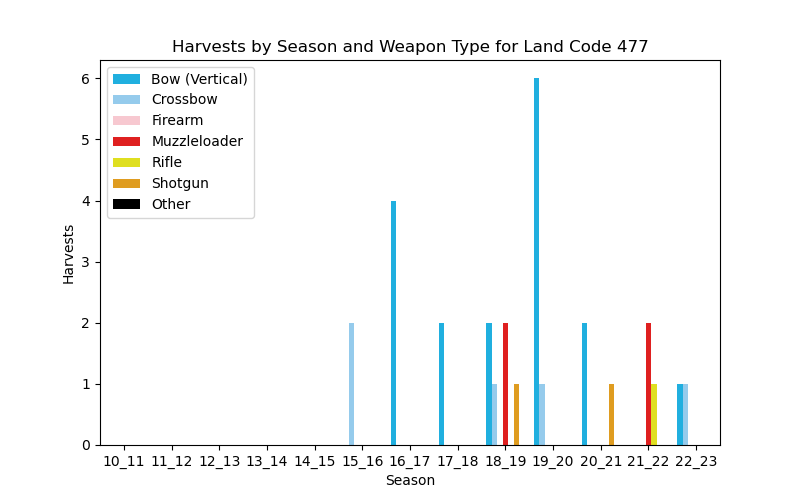 Harvests by Season and Weapon Type for Land Code 477
Bow (Vertical)
Crossbow
Firearm
Muzzleloader
Rifle
Shotgun
Other
6
5
4
3
2
1
0
Harvests
10_11 11_12 12_13 13_14 14_15 15_16 16_17 17_18 18_19 19_20 20_21 21_22 22_23
Season